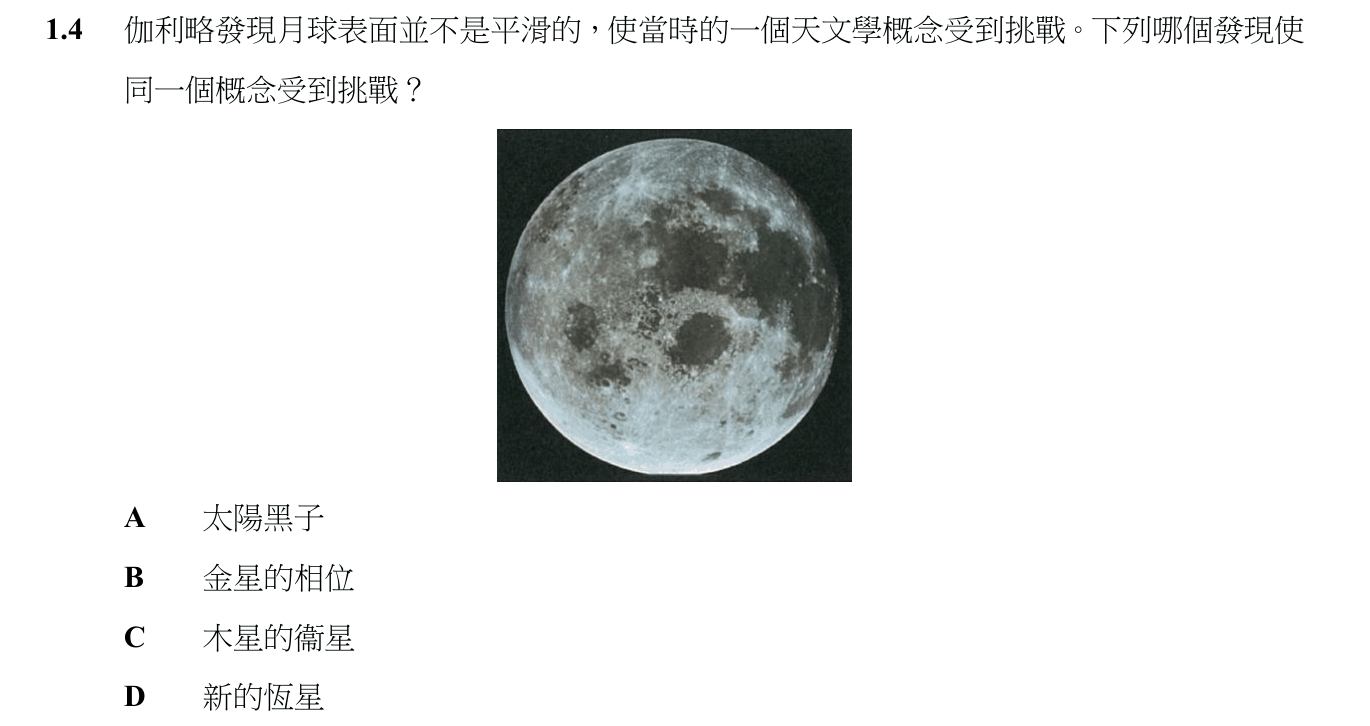 1.4 伽利略發現月球表面並不是平滑的，使當時的一個天文學概念受到挑戰。下列哪個發現使
同一個概念受到挑戰？
A 太陽黑子
B 金星的相位
C 木星的衞星
D 新的恆星